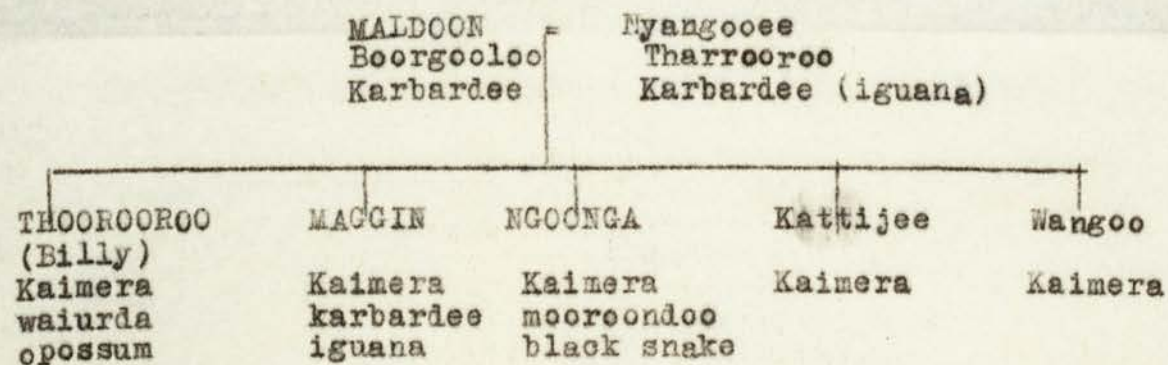 MALDOON = Nyangooee
Boorgooloo Tharrooroo
Karbardee Karbardee (iguana)
THOOROOROO MAGGIN NGOONGA Kattijee Wangoo
(Billy)
Kaimera Kaimera Kaimera Kaimera Kaimera
waiurda karbardee mooroondoo
opossum iguana black snake